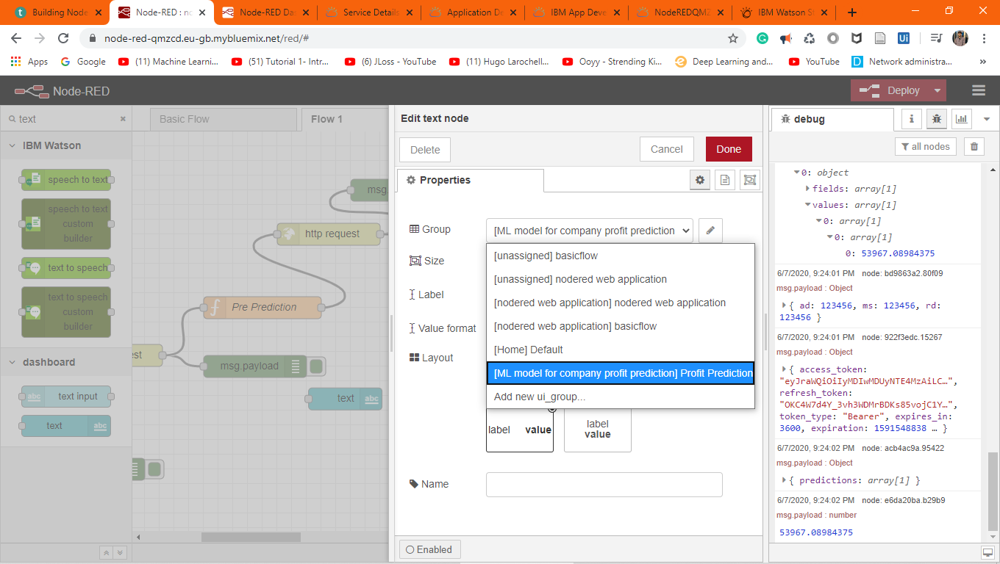 Building Node
Node-RED : no
Node-RED Da
Service Details
Application De
IBM App Deve
NodeREDQMZ
IBM Watson St
node-red-qmzcd.eu-gb.mybluemix.net/red/#
Apps
Google
(11) Machine Learni...
(51) Tutorial 1- Intr...
(6) JLoss - YouTube
(11) Hugo Larochell...
Ooyy - Strending Ki...
Deep Learning and...
YouTube
Network administra...
»
Node-RED
Deploy
text
Basic Flow
Flow 1
Edit text node
debug
IBM Watson
Delete
Cancel
Done
all nodes
speech to text
Properties
speech to text
custom
builder
text to speech
text to speech
custom
builder
dashboard
text input
abc
text
abc
msg.
http request
Pre Prediction
est
msg.payload
text
abc
Group
[ML model for company profit prediction
Size
Label
Value format
Layout
[unassigned] basicflow
[unassigned] nodered web application
[nodered web application] nodered web application
[nodered web application] basicflow
[Home] Default
[ML model for company profit prediction] Profit Prediction
Add new ui_group...
label value
label
value
Name
Enabled
0: object
fields: array[1]
values: array[1]
0: array[1]
0: array[1]
0: 53967.08984375
6/7/2020, 9:24:01 PM node: bd9863a2.80f09
msg.payload : Object
{ ad: 123456, ms: 123456, rd:
123456 }
6/7/2020, 9:24:01 PM node: 922f3edc.15267
msg.payload : Object
{ access_token:
"eyJraWQiOiIyMDIwMDUyNTE4MzAiLC…",
refresh_token:
"OKC4W7d4Y_3vh3WDMrBDKs85vojC1Y…",
token_type: "Bearer", expires_in:
3600, expiration: 1591548838 … }
6/7/2020, 9:24:02 PM node: acb4ac9a.95422
msg.payload : Object
{ predictions: array[1] }
6/7/2020, 9:24:02 PM node: e6da20ba.b29b9
msg.payload : number
53967.08984375